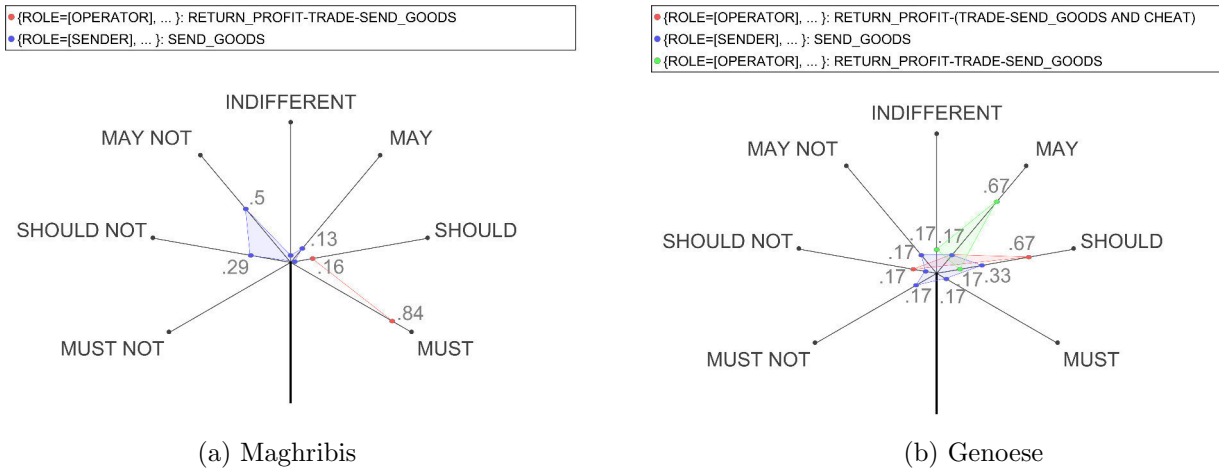 {ROLE=[OPERATOR], ... }: RETURN_PROFIT-TRADE-SEND_GOODS
{ROLE=[SENDER], ... }: SEND_GOODS
INDIFFERENT
MAY NOT
MAY
.5
SHOULD NOT
SHOULD
.13
.29
.16
.84
MUST NOT
MUST
(a) Maghribis
{ROLE=[OPERATOR], ... }: RETURN_PROFIT-(TRADE-SEND_GOODS AND CHEAT)
{ROLE=[SENDER], ... }: SEND_GOODS
{ROLE=[OPERATOR], ... }: RETURN_PROFIT-TRADE-SEND_GOODS
INDIFFERENT
MAY NOT
MAY
.67
SHOULD NOT
.17
.17
.17
.67
SHOULD
.17
.17
.33
.17
.17
MUST NOT
MUST
(b) Genoese